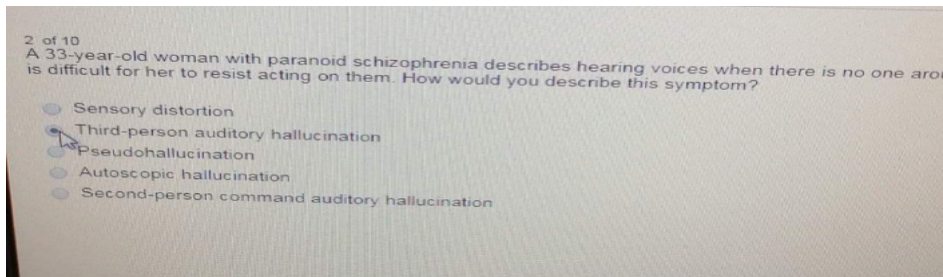 2 of 10
A 33-year-old woman with paranoid schizophrenia describes hearing voices when there is no one
is difficult for her to resist acting on them. How would you describe this symptom?
Sensory distortion
Third-person auditory hallucination
Pseudohallucination
Autoscopic hallucination
Second-person command auditory hallucination